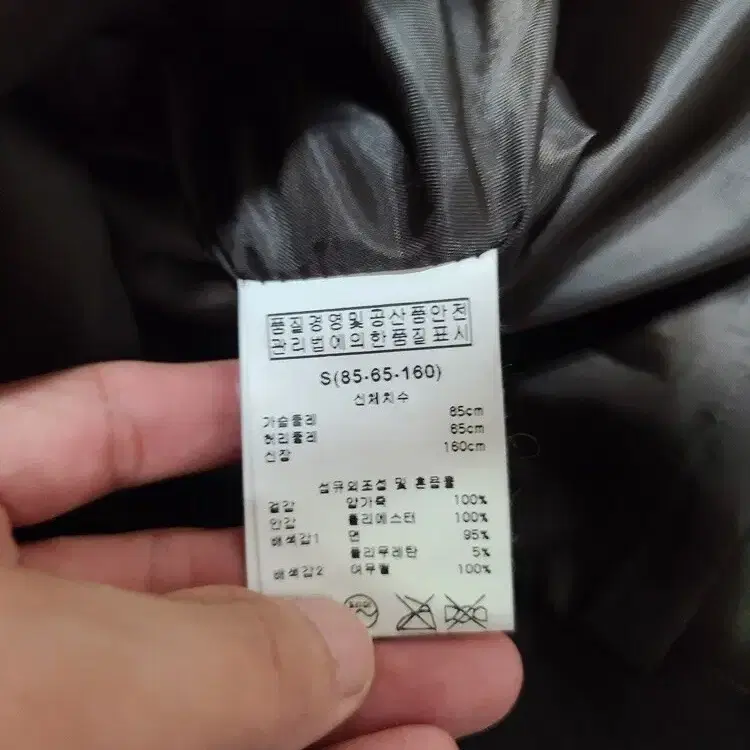 품질경영및공산품안전
관리법에의한품질표시
S(85-65-160)
신체치수
가슴둘레 85cm
허리둘레 65cm
신장 160cm
섬유의조성 및 혼용율
겉감 양가죽 100%
안감 폴리에스터 100%
배색감1 면 95%
폴리우레탄 5%
배색감2 여우털 100%